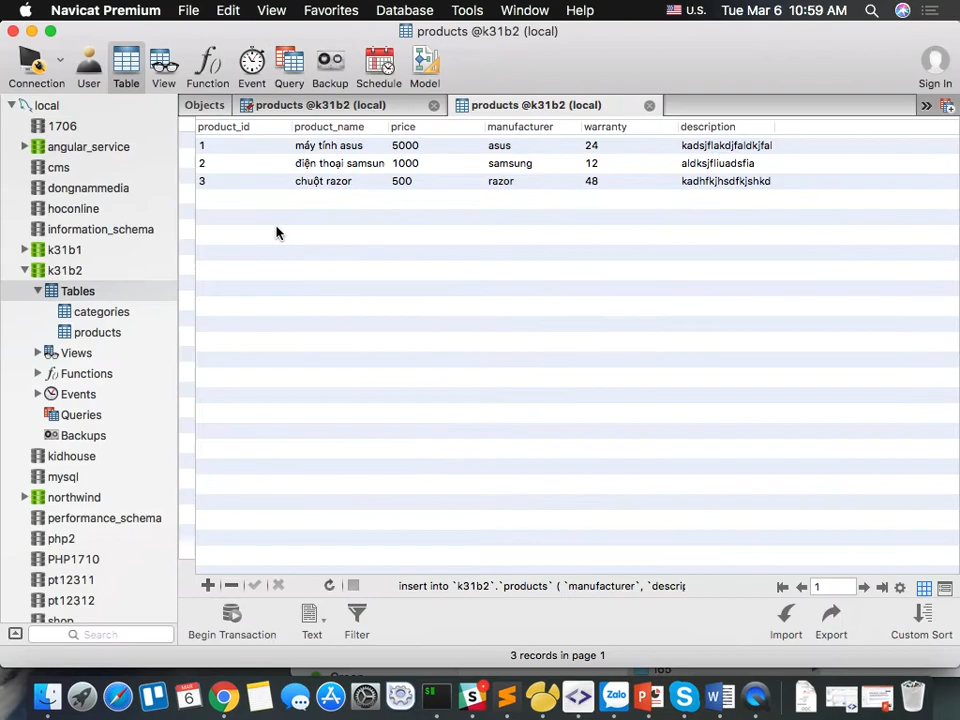 Navicat Premium File Edit View Favorites Database Tools Window Help U.S. Tue Mar 6 10:59 AM
products @k31b2 (local)
Connection User Table View Function Event Query Backup Schedule Model Sign In
Objects products @k31b2 (local) products @k31b2 (local)
local
1706
angular_service
cms
dongnammedia
hoconline
information_schema
k31b1
k31b2
Tables
categories
products
Views
Functions
Events
Queries
Backups
kidhouse
mysql
northwind
performance_schema
php2
PHP1710
pt12311
pt12312
shop
Search
product_id product_name price manufacturer warranty description
1 máy tính asus 5000 asus 24 kadsjflakdjfaldkjfal
2 điện thoại samsun 1000 samsung 12 aldksjfliuadsfia
3 chuột razor 500 razor 48 kadhfkjhsdfkjshkd
insert into `k31b2`.`products` ( `manufacturer`, `descrip
1
Begin Transaction Text Filter Import Export Custom Sort
3 records in page 1
Zalo